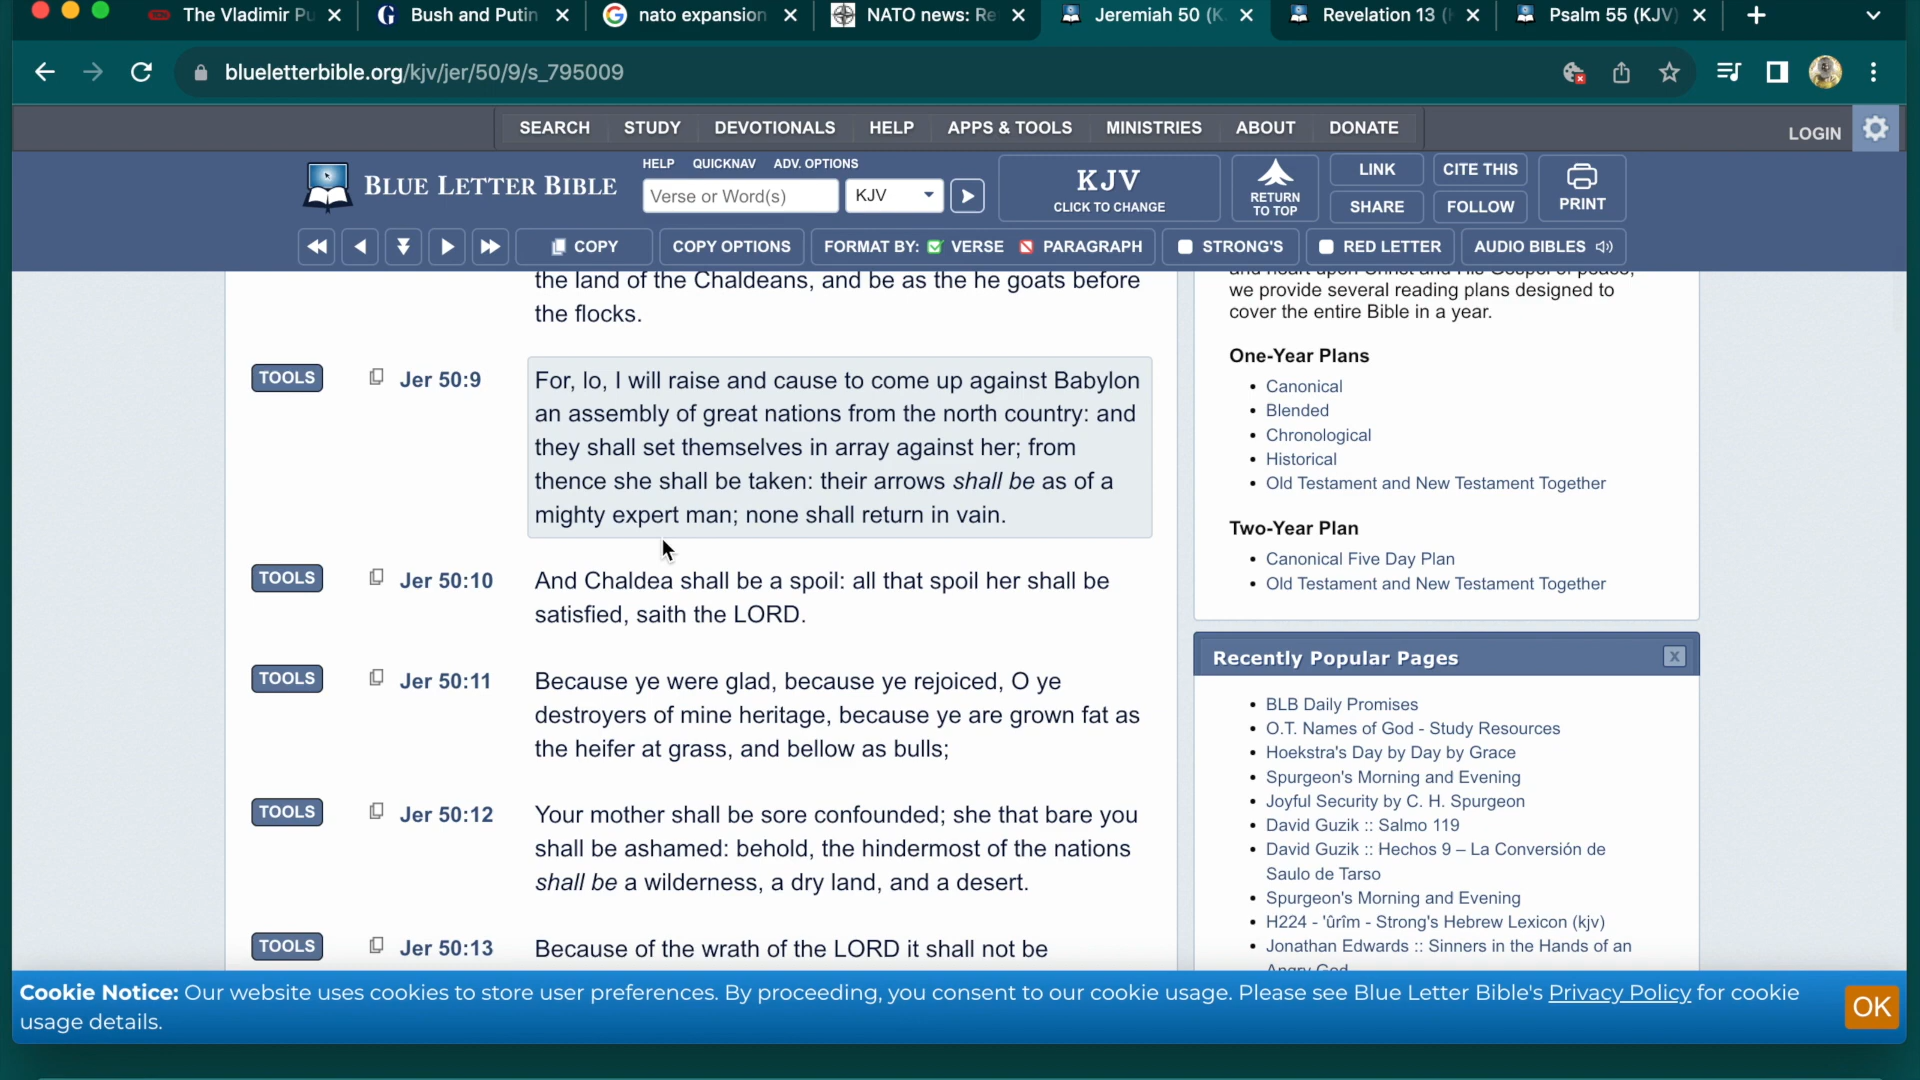 The Vladimir Pu
Bush and Putin
nato expansion
NATO news: Re
Jeremiah 50 (K
Revelation 13 (
Psalm 55 (KJV)
blueletterbible.org/kjv/jer/50/9/s_795009
SEARCH STUDY DEVOTIONALS HELP APPS & TOOLS MINISTRIES ABOUT DONATE
LOGIN
BLUE LETTER BIBLE
HELP QUICKNAV ADV. OPTIONS
Verse or Word(s)
KJV
KJV
CLICK TO CHANGE
RETURN
TO TOP
LINK
CITE THIS
SHARE
FOLLOW
PRINT
COPY
COPY OPTIONS
FORMAT BY: VERSE PARAGRAPH
STRONG'S
RED LETTER
AUDIO BIBLES
the land of the Chaldeans, and be as the he goats before
the flocks.
TOOLS
Jer 50:9
For, lo, I will raise and cause to come up against Babylon
an assembly of great nations from the north country: and
they shall set themselves in array against her; from
thence she shall be taken: their arrows shall be as of a
mighty expert man; none shall return in vain.
TOOLS
Jer 50:10
And Chaldea shall be a spoil: all that spoil her shall be
satisfied, saith the LORD.
TOOLS
Jer 50:11
Because ye were glad, because ye rejoiced, O ye
destroyers of mine heritage, because ye are grown fat as
the heifer at grass, and bellow as bulls;
TOOLS
Jer 50:12
Your mother shall be sore confounded; she that bare you
shall be ashamed: behold, the hindermost of the nations
shall be a wilderness, a dry land, and a desert.
TOOLS
Jer 50:13
Because of the wrath of the LORD it shall not be
and heart upon Christ and His Gospel of peace,
we provide several reading plans designed to
cover the entire Bible in a year.
One-Year Plans
• Canonical
• Blended
• Chronological
• Historical
• Old Testament and New Testament Together
Two-Year Plan
• Canonical Five Day Plan
• Old Testament and New Testament Together
Recently Popular Pages
X
• BLB Daily Promises
• O.T. Names of God - Study Resources
• Hoekstra's Day by Day by Grace
• Spurgeon's Morning and Evening
• Joyful Security by C. H. Spurgeon
• David Guzik :: Salmo 119
• David Guzik :: Hechos 9 – La Conversión de
Saulo de Tarso
• Spurgeon's Morning and Evening
• H224 - 'ûrîm - Strong's Hebrew Lexicon (kjv)
• Jonathan Edwards :: Sinners in the Hands of an
Angry God
Cookie Notice: Our website uses cookies to store user preferences. By proceeding, you consent to our cookie usage. Please see Blue Letter Bible's Privacy Policy for cookie
usage details.
OK